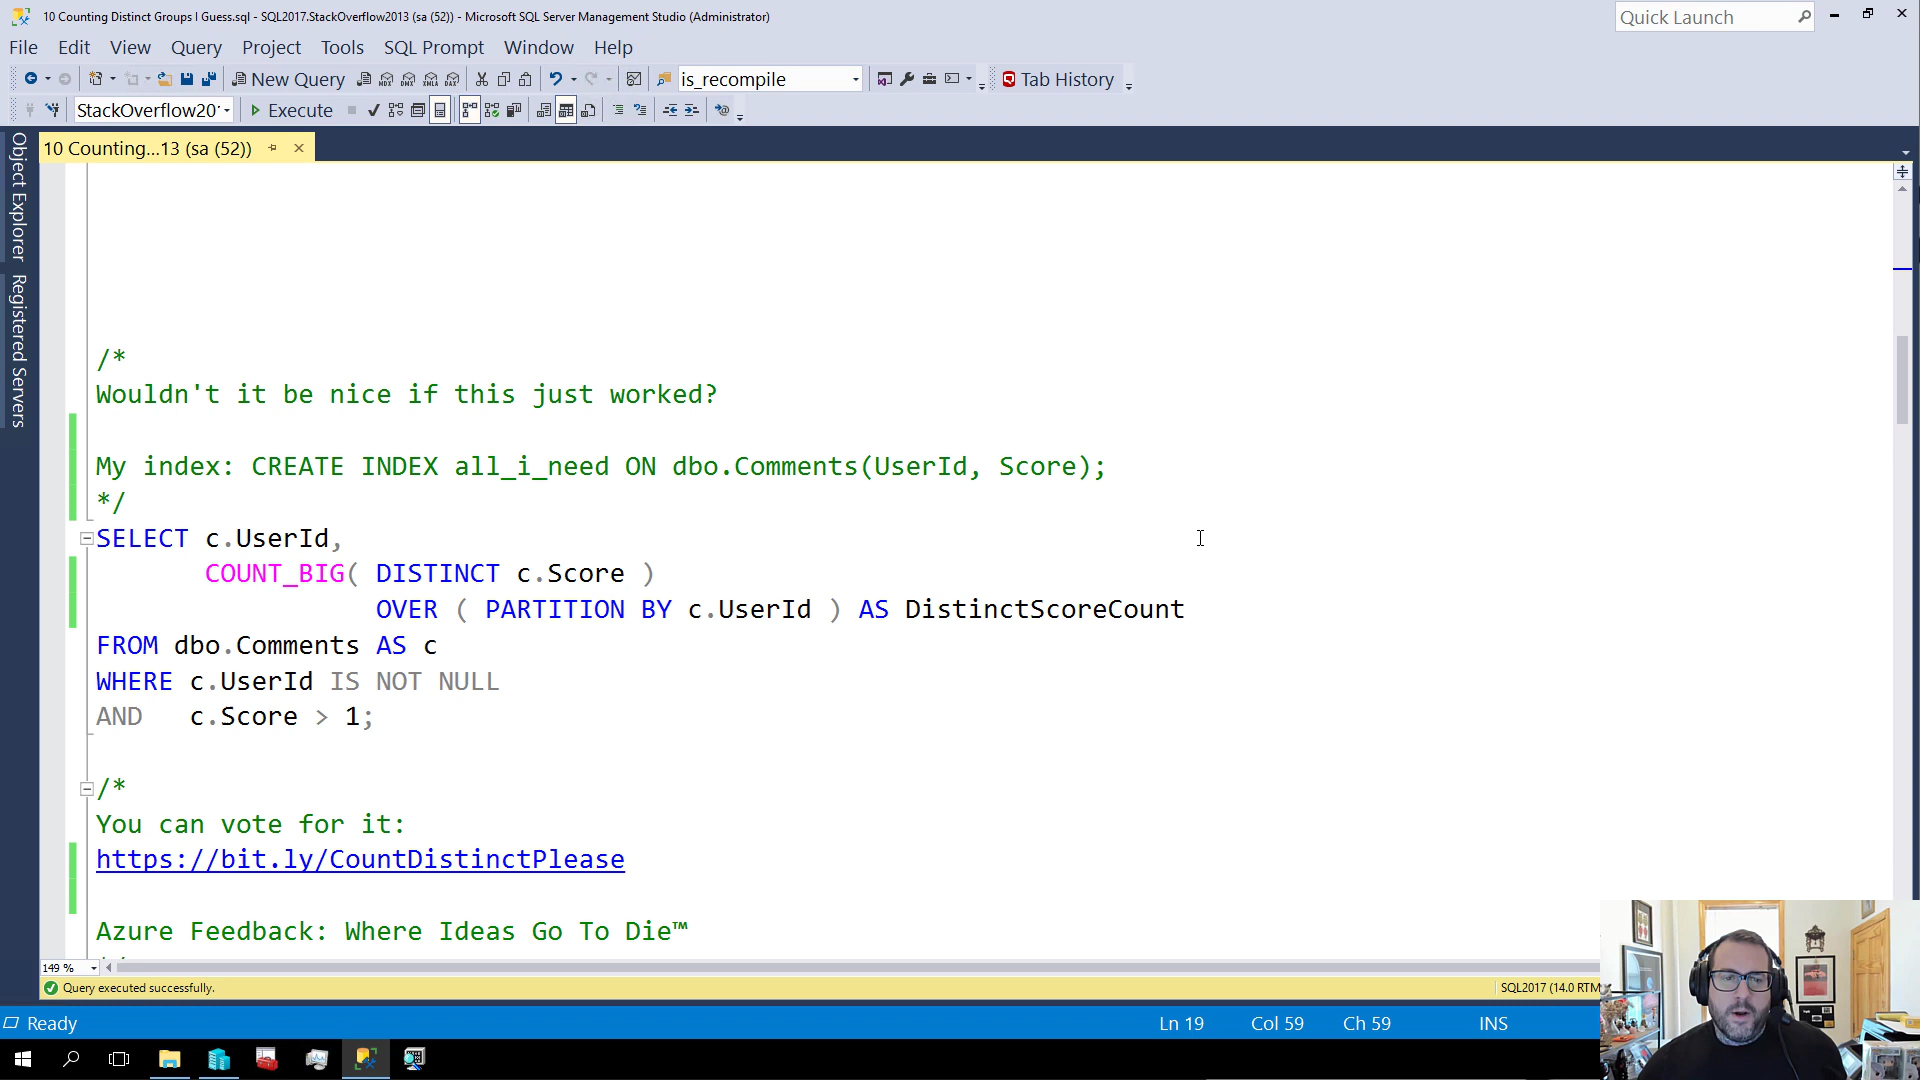 10 Counting Distinct Groups I Guess.sql - SQL2017.StackOverflow2013 (sa (52)) - Microsoft SQL Server Management Studio (Administrator)
Quick Launch
File Edit View Query Project Tools SQL Prompt Window Help
New Query
is_recompile
Tab History
StackOverflow20
Execute
10 Counting...13 (sa (52))
Object Explorer
Registered Servers
/*
Wouldn't it be nice if this just worked?
My index: CREATE INDEX all_i_need ON dbo.Comments(UserId, Score);
*/
SELECT c.UserId,
COUNT_BIG( DISTINCT c.Score )
OVER ( PARTITION BY c.UserId ) AS DistinctScoreCount
FROM dbo.Comments AS c
WHERE c.UserId IS NOT NULL
AND c.Score > 1;
/*
You can vote for it:
https://bit.ly/CountDistinctPlease
Azure Feedback: Where Ideas Go To Die™
149 %
Query executed successfully.
SQL2017 (14.0 RTM
Ready
Ln 19
Col 59
Ch 59
INS